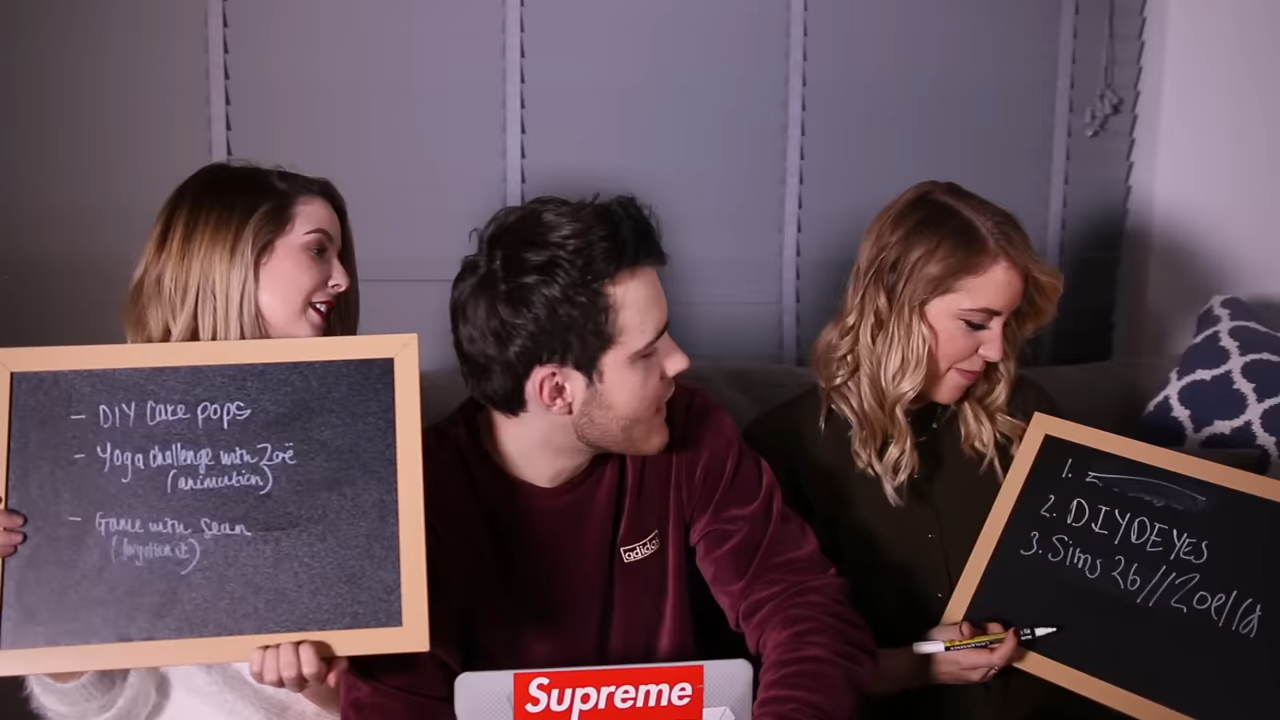 - DIY Cake pops
- Yoga challenge with Zoë
(animation)
- Game with Sean
(forgotten it)
adidas
Supreme
1.
2. DIYDEYES
3. Sims 26//Zoella